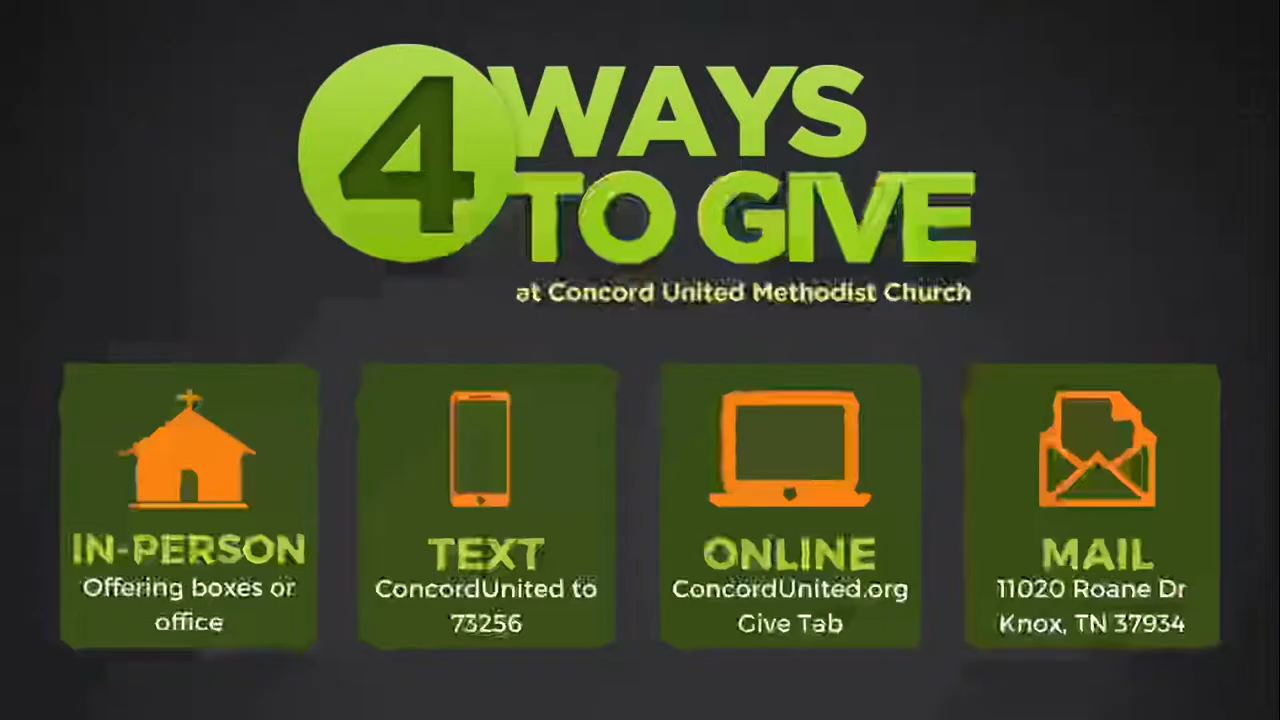 4 WAYS
TO GIVE
at Concord United Methodist Church
IN-PERSON
Offering boxes or
office
TEXT
ConcordUnited to
73256
ONLINE
ConcordUnited.org
Give Tab
MAIL
11020 Roane Dr
Knox, TN 37934